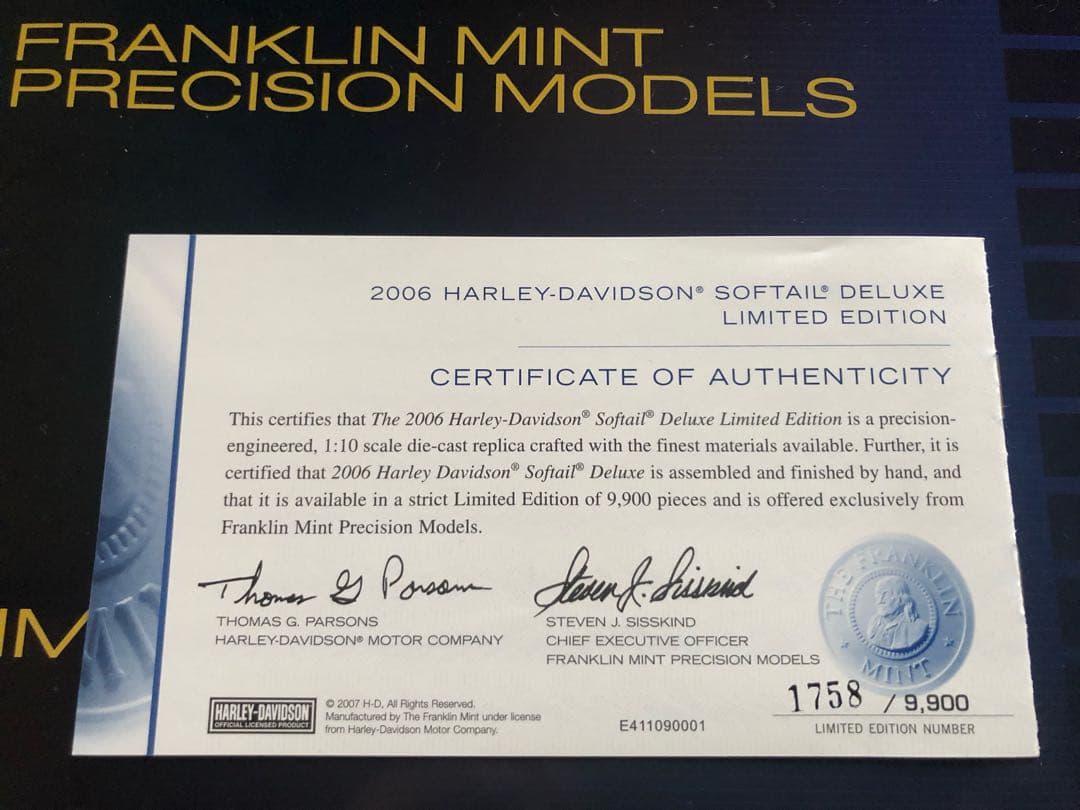 FRANKLIN MINT
PRECISION MODELS
2006 HARLEY-DAVIDSON® SOFTAIL® DELUXE
LIMITED EDITION
CERTIFICATE OF AUTHENTICITY
This certifies that The 2006 Harley-Davidson® Softail® Deluxe Limited Edition is a precision-
engineered, 1:10 scale die-cast replica crafted with the finest materials available. Further, it is
certified that 2006 Harley Davidson® Softail® Deluxe is assembled and finished by hand, and
that it is available in a strict Limited Edition of 9,900 pieces and is offered exclusively from
Franklin Mint Precision Models.
Thomas G Parsons
Steven J. Sisskind
THOMAS G. PARSONS
HARLEY-DAVIDSON® MOTOR COMPANY
STEVEN J. SISSKIND
CHIEF EXECUTIVE OFFICER
FRANKLIN MINT PRECISION MODELS
THE FRANKLIN
MINT
IM
HARLEY-DAVIDSON
OFFICIAL LICENSED PRODUCT
© 2007 H-D, All Rights Reserved.
Manufactured by The Franklin Mint under license
from Harley-Davidson Motor Company.
E411090001
1758 / 9,900
LIMITED EDITION NUMBER